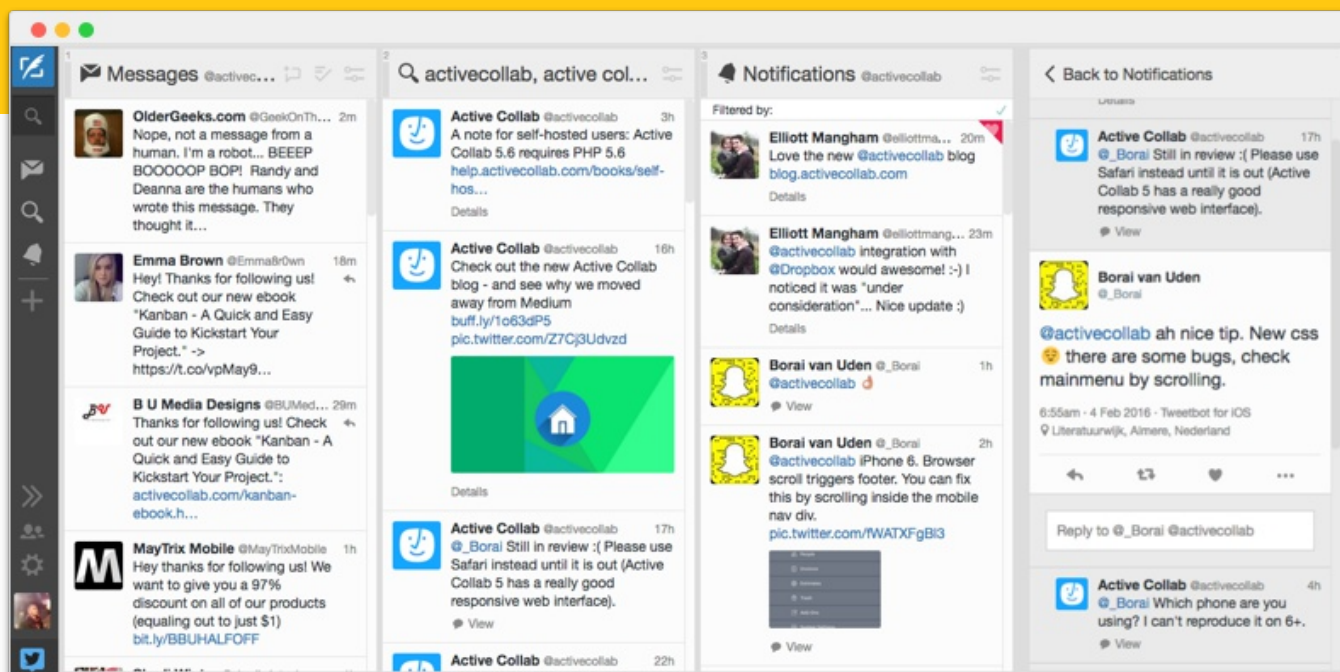 1
Messages @activec...
OlderGeeks.com @GeekOnTh... 2m
Nope, not a message from a
human. I'm a robot... BEEEP
BOOOOOP BOP! Randy and
Deanna are the humans who
wrote this message. They
thought it...
Emma Brown @Emma8r0wn 18m
Hey! Thanks for following us!
Check out our new ebook
"Kanban - A Quick and Easy
Guide to Kickstart Your
Project." ->
https://t.co/vpMay9...
B U Media Designs @BUMed... 29m
Thanks for following us! Check
out our new ebook "Kanban - A
Quick and Easy Guide to
Kickstart Your Project.":
activecollab.com/kanban-
ebook.h...
MayTrix Mobile @MayTrixMobile 1h
Hey thanks for following us! We
want to give you a 97%
discount on all of our products
(equaling out to just $1)
bit.ly/BBUHALFOFF
2
activecollab, active col...
Active Collab @activecollab 3h
A note for self-hosted users: Active
Collab 5.6 requires PHP 5.6
help.activecollab.com/books/self-
hos...
Details
Active Collab @activecollab 16h
Check out the new Active Collab
blog - and see why we moved
away from Medium
buff.ly/1o63dP5
pic.twitter.com/Z7Cj3Udvzd
Details
Active Collab @activecollab 17h
@_Borai Still in review :( Please use
Safari instead until it is out (Active
Collab 5 has a really good
responsive web interface).
View
Active Collab @activecollab 22h
3
Notifications @activecollab
Filtered by:
Elliott Mangham @elliottma... 20m
Love the new @activecollab blog
blog.activecollab.com
Details
Elliott Mangham @elliottmang... 23m
@activecollab integration with
@Dropbox would awesome! :-) I
noticed it was "under
consideration"... Nice update :)
Details
Borai van Uden @_Borai 1h
@activecollab 👌
View
Borai van Uden @_Borai 2h
@activecollab iPhone 6. Browser
scroll triggers footer. You can fix
this by scrolling inside the mobile
nav div.
pic.twitter.com/fWATXFgBl3
View
Back to Notifications
Details
Active Collab @activecollab 17h
@_Borai Still in review :( Please use
Safari instead until it is out (Active
Collab 5 has a really good
responsive web interface).
View
Borai van Uden
@_Borai
@activecollab ah nice tip. New css
😯 there are some bugs, check
mainmenu by scrolling.
6:55am · 4 Feb 2016 · Tweetbot for iOS
Literatuurwijk, Almere, Nederland
Reply to @_Borai @activecollab
Active Collab @activecollab 4h
@_Borai Which phone are you
using? I can't reproduce it on 6+.
View